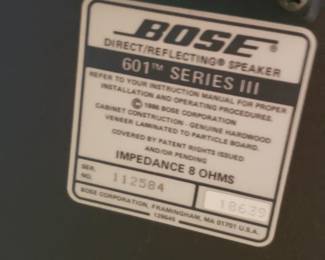 BOSE®
DIRECT/REFLECTING® SPEAKER
601™ SERIES III
REFER TO YOUR INSTRUCTION MANUAL FOR PROPER
INSTALLATION AND OPERATING PROCEDURES.
© 1986 BOSE CORPORATION
CABINET CONSTRUCTION - GENUINE HARDWOOD
VENEER LAMINATED TO PARTICLE BOARD.
COVERED BY PATENT RIGHTS ISSUED
AND/OR PENDING
IMPEDANCE 8 OHMS
SER. NO. 112584 18639
BOSE CORPORATION, FRAMINGHAM, MA 01701 U.S.A.
129645